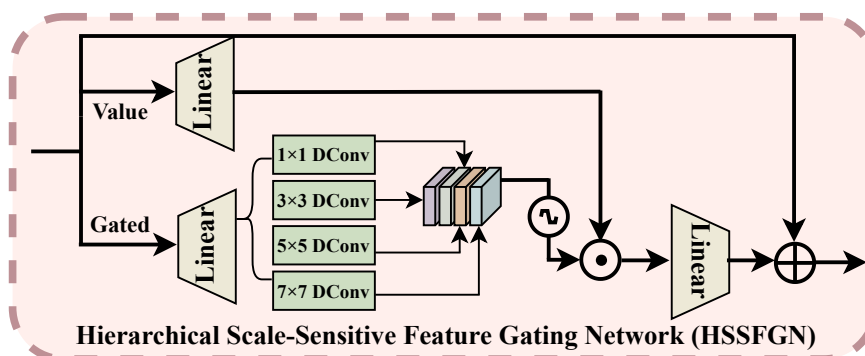 Value
Linear
Gated
Linear
1×1 DConv
3×3 DConv
5×5 DConv
7×7 DConv
Linear
Hierarchical Scale-Sensitive Feature Gating Network (HSSFGN)